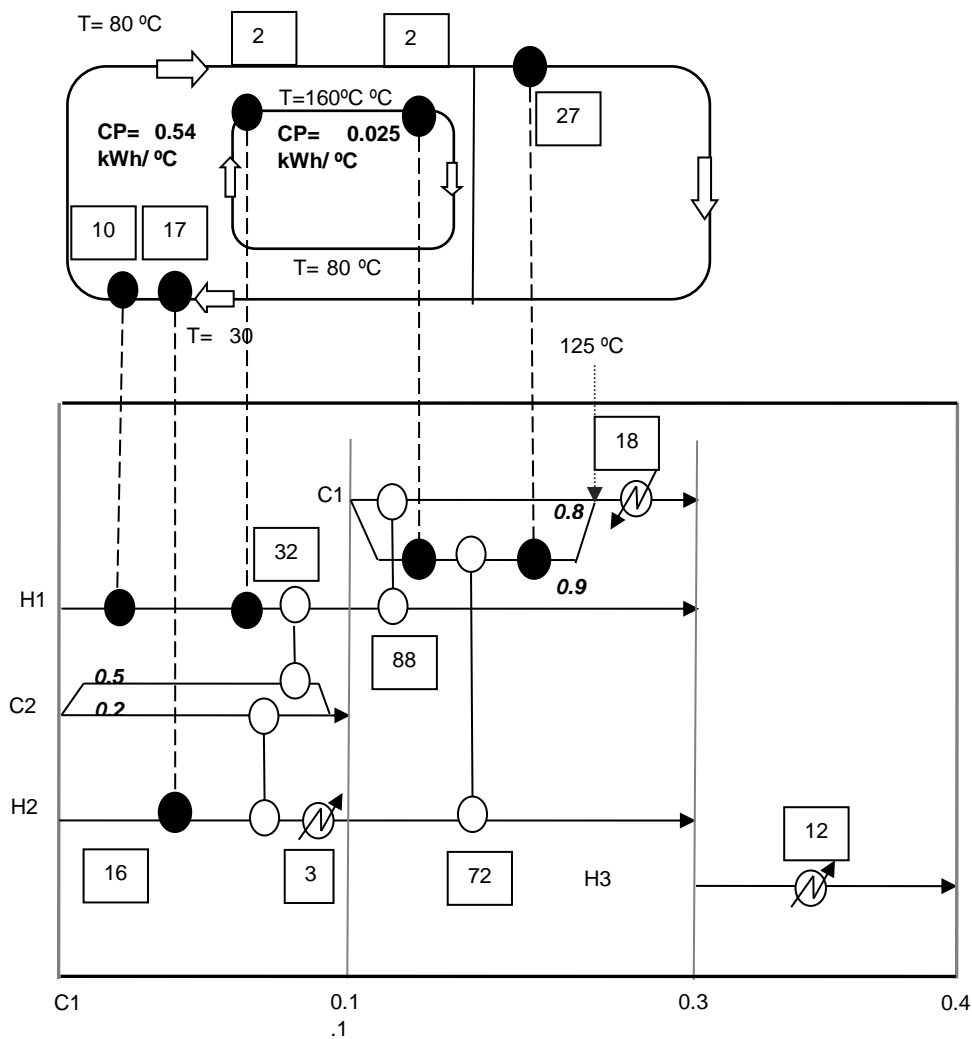 T= 80 ºC
2
2
T=160ºC ºC
27
CP= 0.54
kWh/ ºC
CP= 0.025
kWh/ ºC
10
17
T= 80 ºC
T= 30
125 ºC
18
C1
0.8
32
0.9
H1
88
0.5
C2
0.2
H2
12
16
3
72
H3
C1
0.1
0.3
0.4
.1